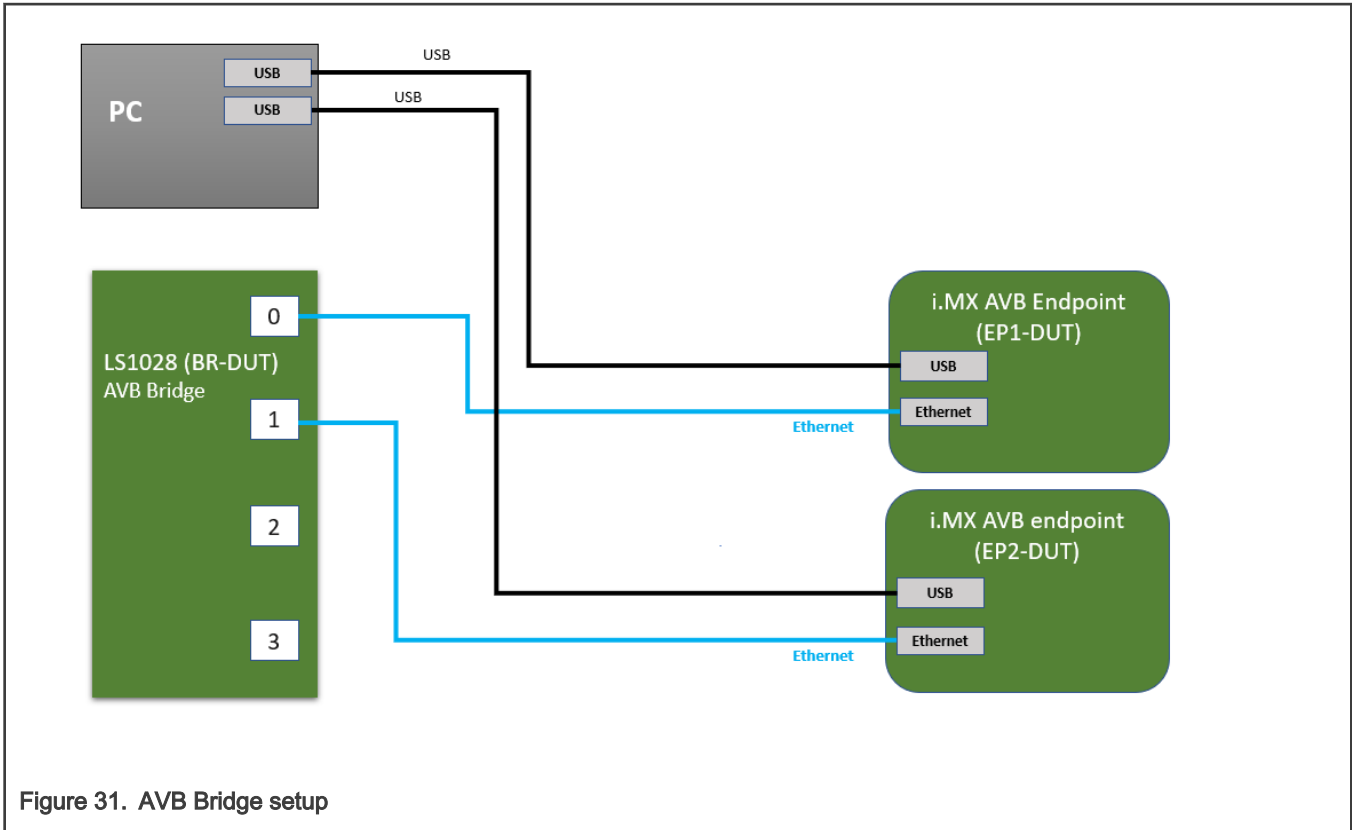 USB
USB
PC
USB
USB
LS1028 (BR-DUT)
AVB Bridge
0
1
2
3
i.MX AVB Endpoint
(EP1-DUT)
USB
Ethernet
Ethernet
i.MX AVB endpoint
(EP2-DUT)
USB
Ethernet
Ethernet
Figure 31. AVB Bridge setup